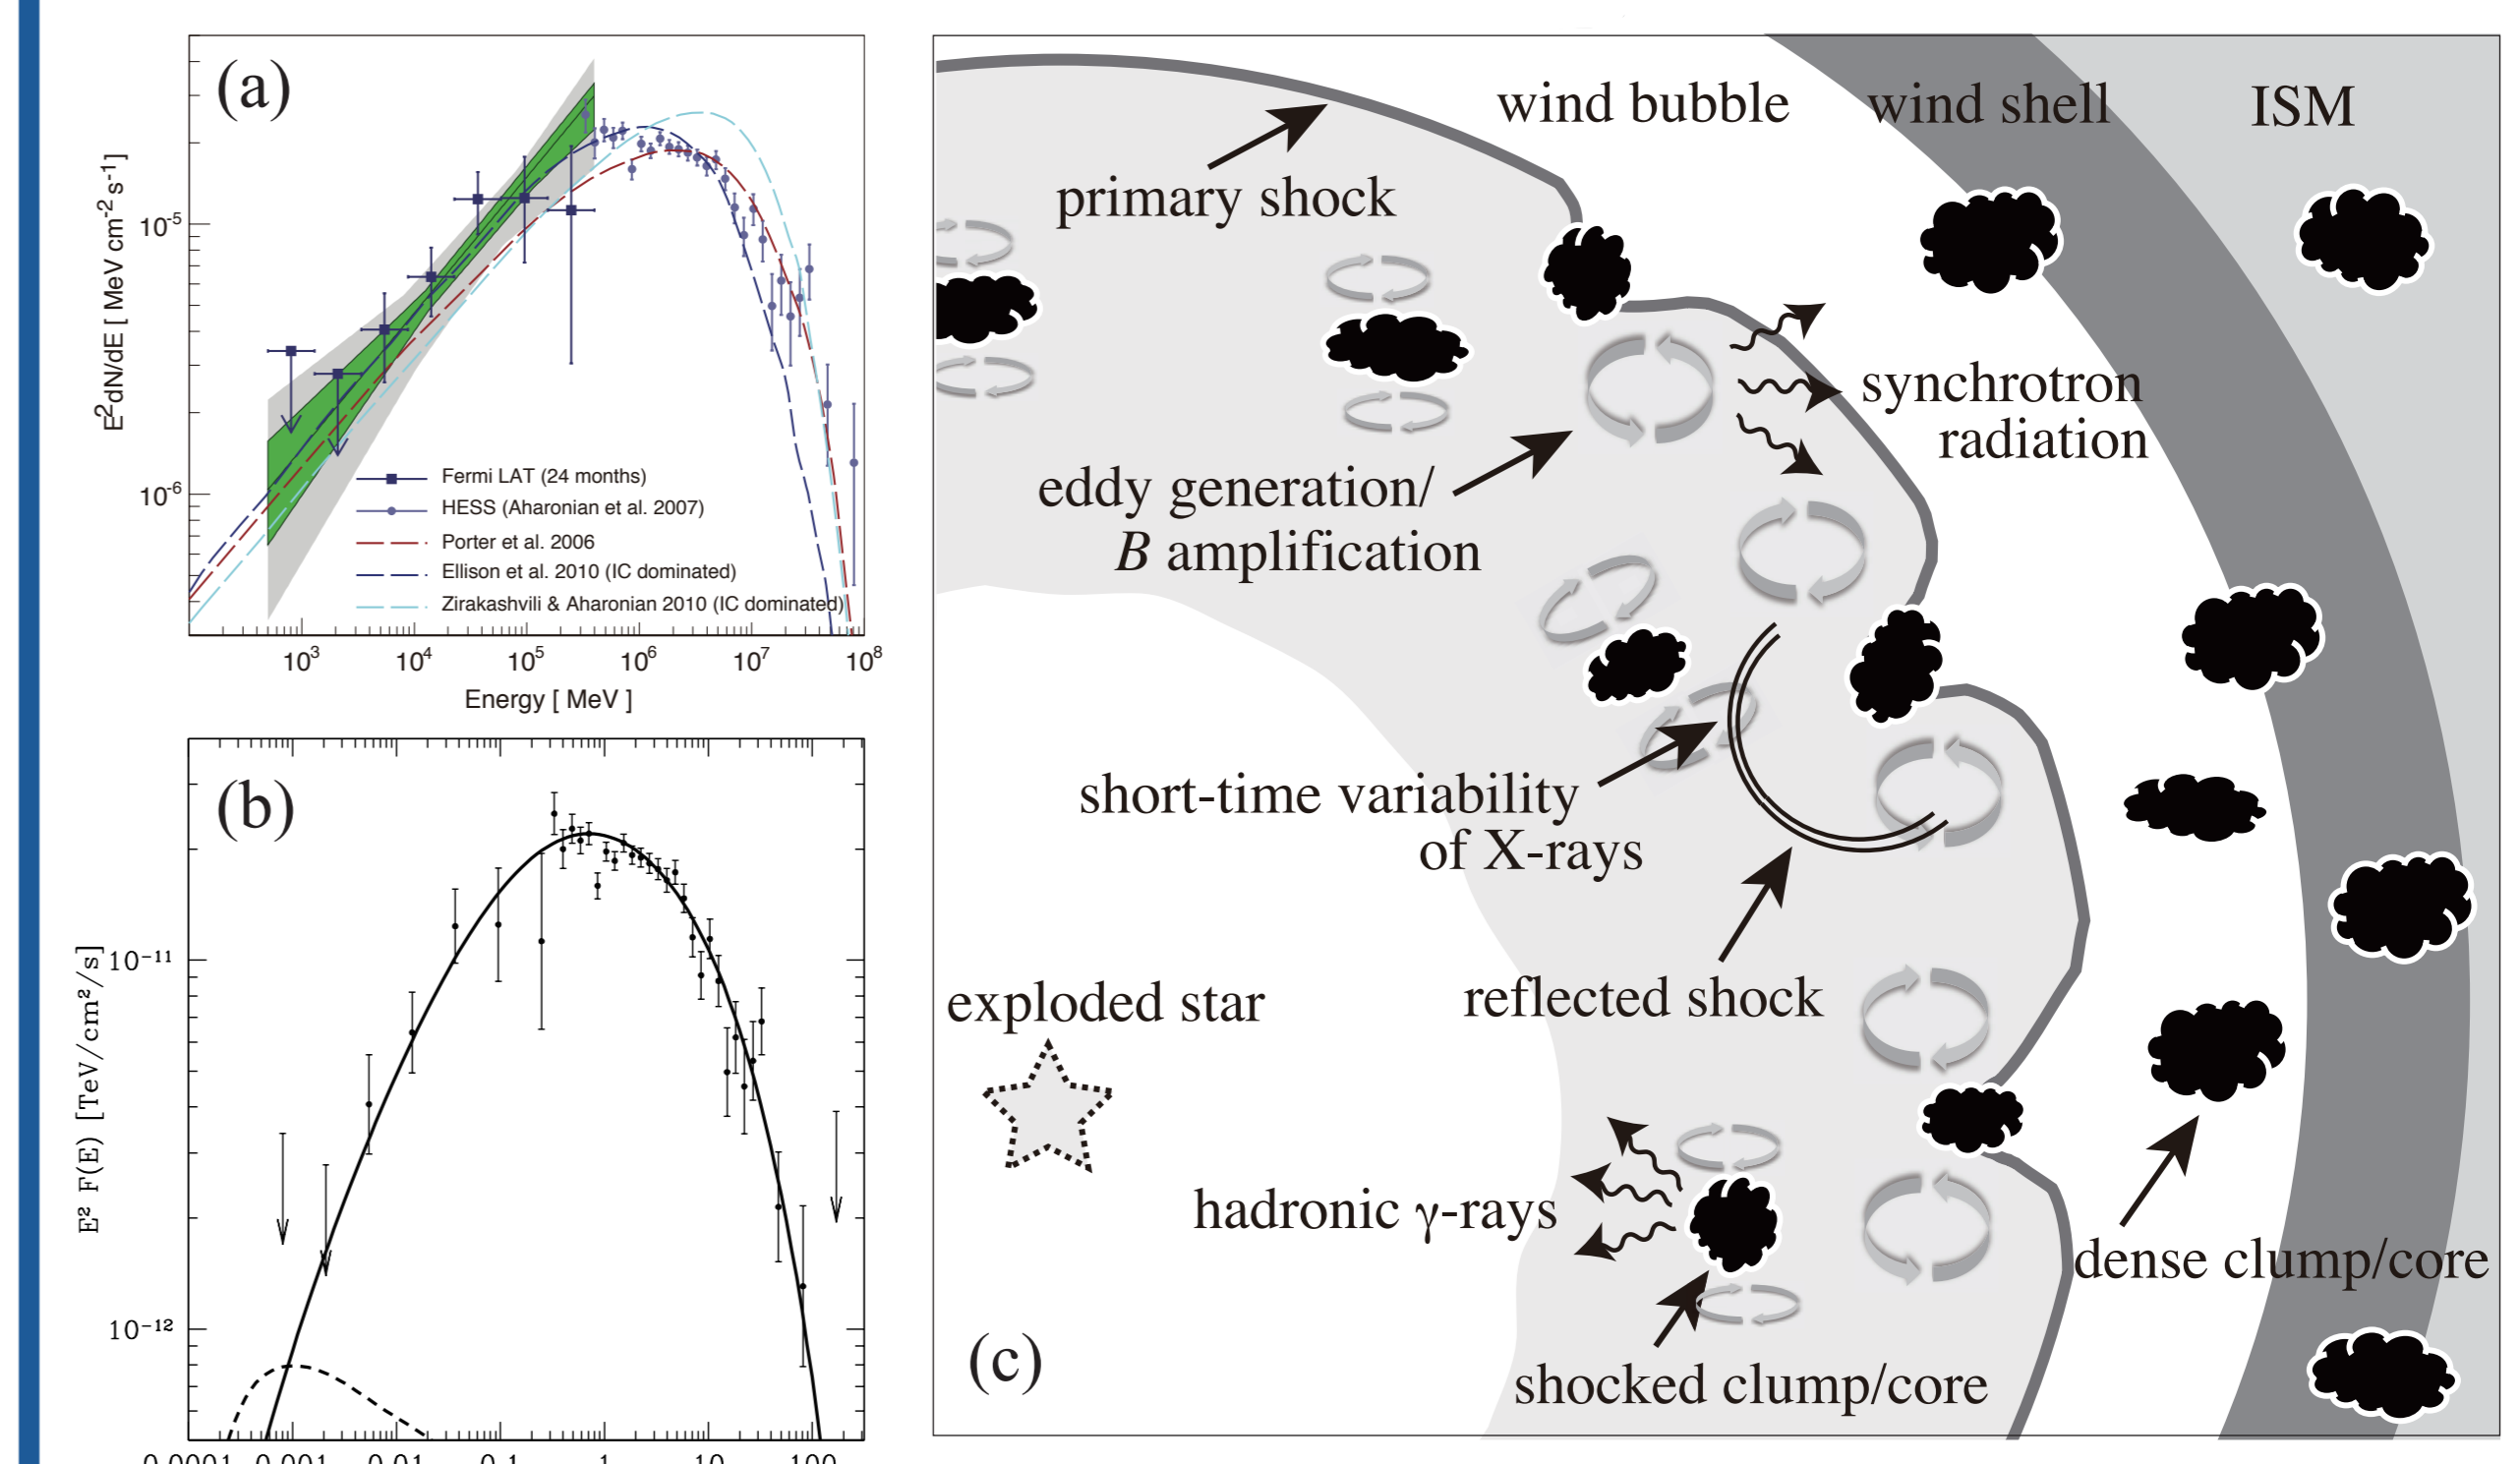 (a)
E²dN/dE [ MeV cm⁻² s⁻¹]
10⁻⁵
10⁻⁶
Fermi LAT (24 months)
HESS (Aharonian et al. 2007)
Porter et al. 2006
Ellison et al. 2010 (IC dominated)
Zirakashvili & Aharonian 2010 (IC dominated)
10³ 10⁴ 10⁵ 10⁶ 10⁷ 10⁸
Energy [ MeV ]
(b)
E² F(E) [TeV/cm²/s]
10⁻¹¹
10⁻¹²
0.0001 0.001 0.01 0.1 1 10 100
wind bubble
wind shell
ISM
primary shock
synchrotron
radiation
eddy generation/
B amplification
short-time variability
of X-rays
exploded star
reflected shock
hadronic γ-rays
dense clump/core
(c)
shocked clump/core